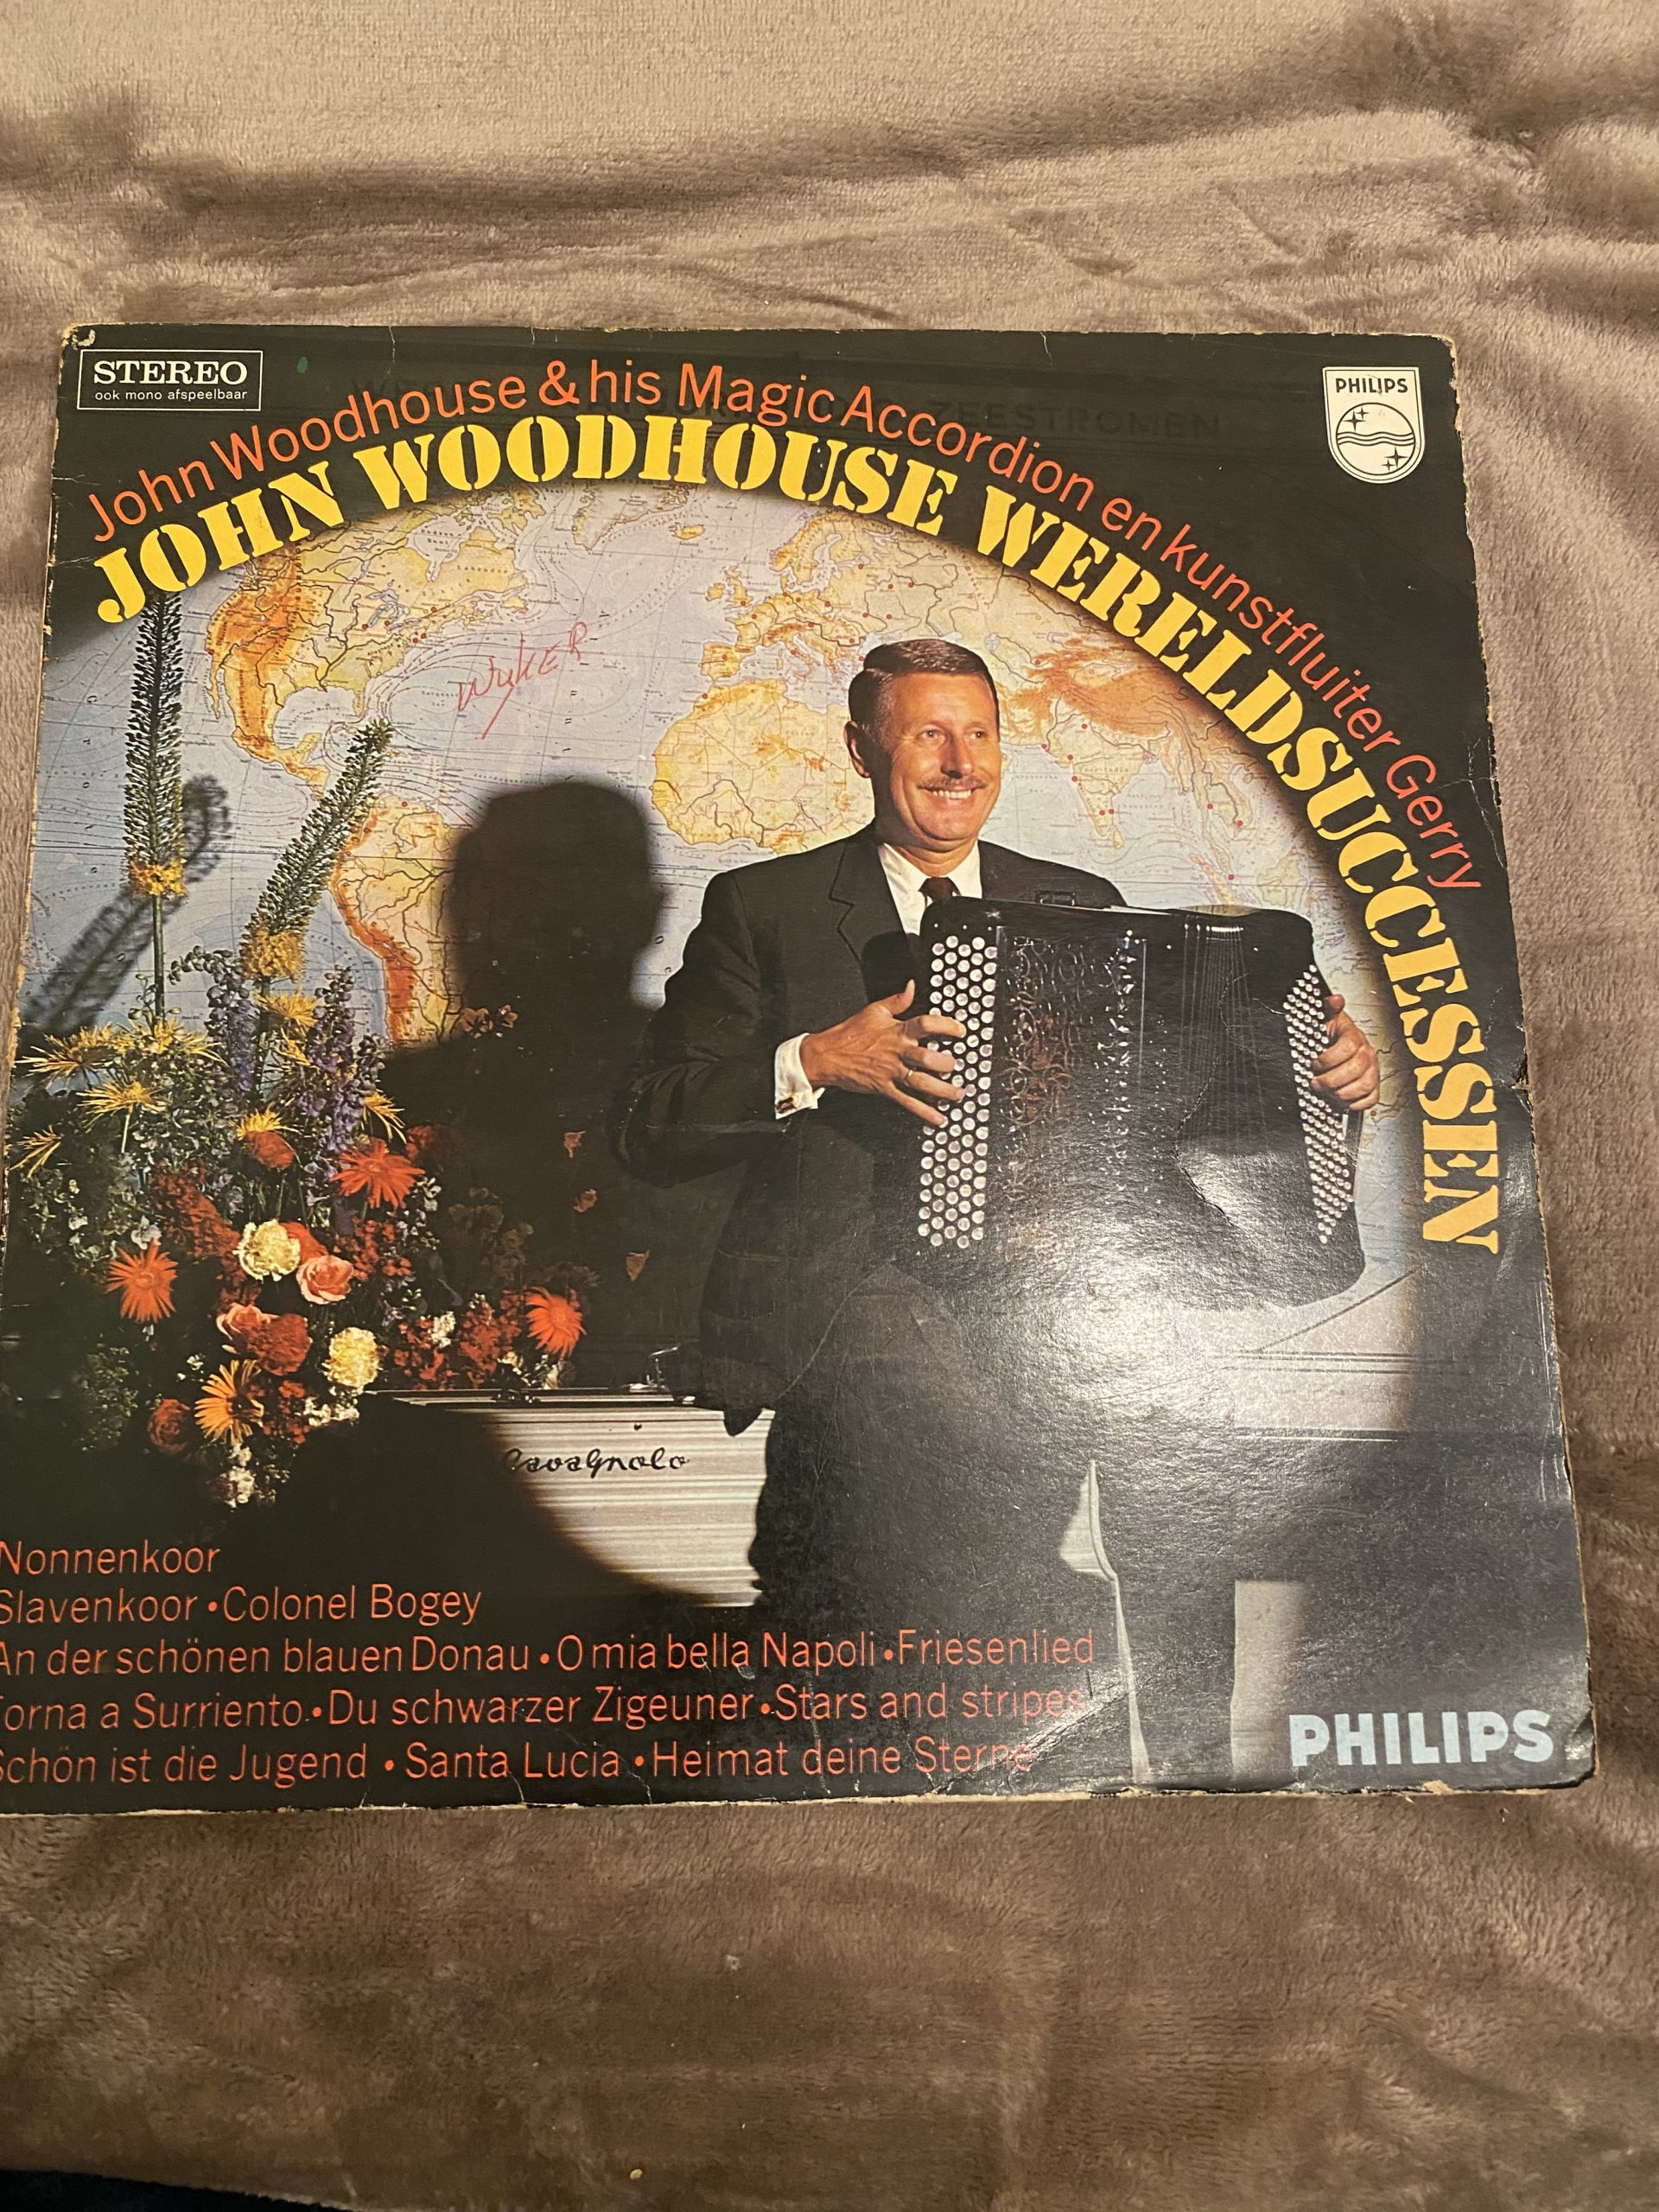 STEREO
ook mono afspeelbaar
John Woodhouse & his Magic Accordion en kunstfluiter Gerry
JOHN WOODHOUSE WERELDSUCCESSEN
PHILIPS
ZEESTROMEN
Cavagnolo
Nonnenkoor
Slavenkoor • Colonel Bogey
An der schönen blauen Donau • O mia bella Napoli • Friesenlied
Torna a Surriento • Du schwarzer Zigeuner • Stars and stripes
Schön ist die Jugend • Santa Lucia • Heimat deine Sterne
PHILIPS